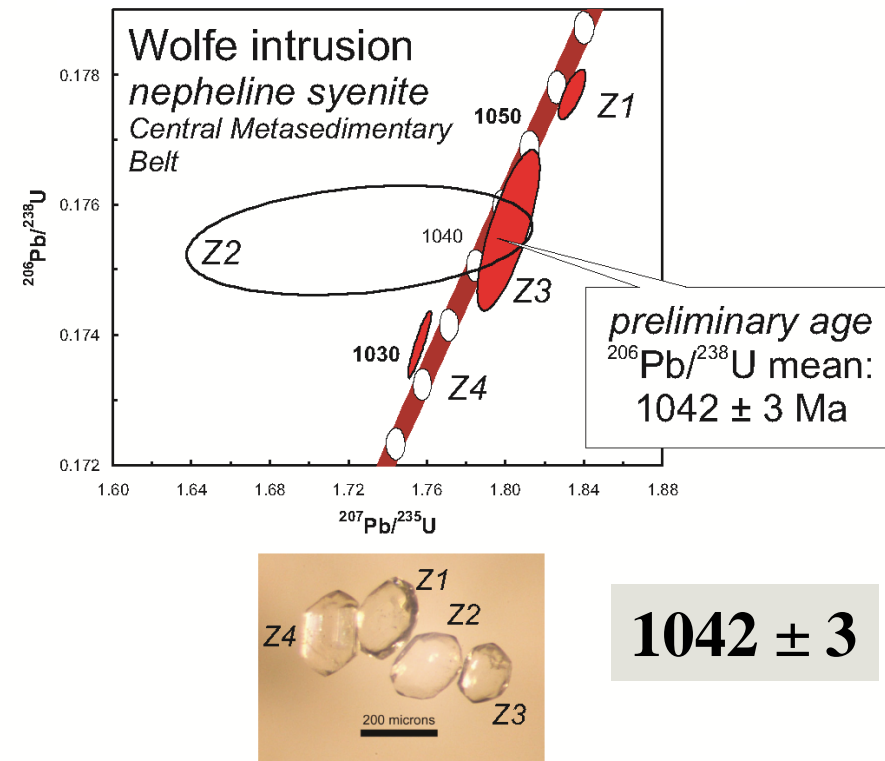 Wolfe intrusion
nepheline syenite
Central Metasedimentary
Belt
0.178
0.176
0.174
0.172
²⁰⁶Pb/²³⁸U
1050
1040
1030
Z1
Z2
Z3
Z4
preliminary age
²⁰⁶Pb/²³⁸U mean:
1042 ± 3 Ma
1.60 1.64 1.68 1.72 1.76 1.80 1.84 1.88
²⁰⁷Pb/²³⁵U
Z1
Z2
Z4
Z3
200 microns
1042 ± 3